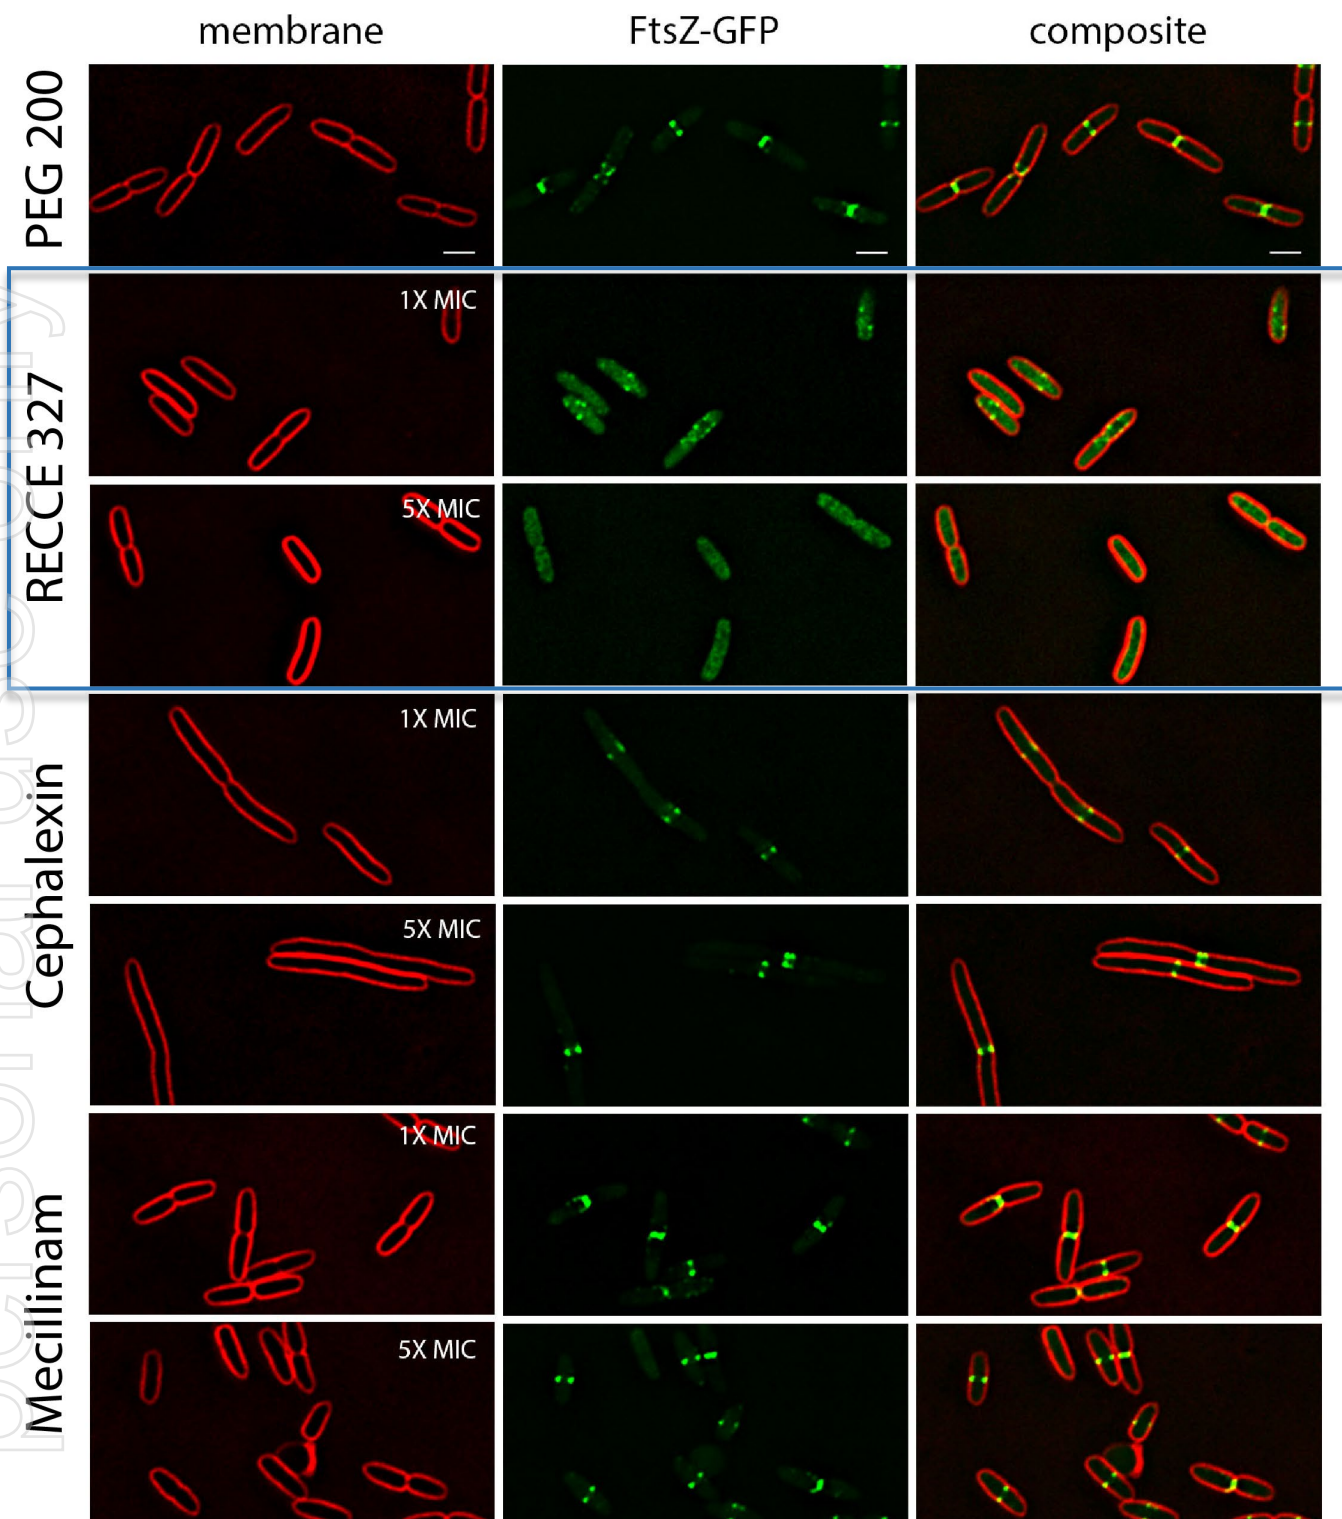 membrane FtsZ-GFP composite
PEG 200
RECCE 327
1X MIC
5X MIC
Cephalexin
1X MIC
5X MIC
Mecillinam
1X MIC
5X MIC